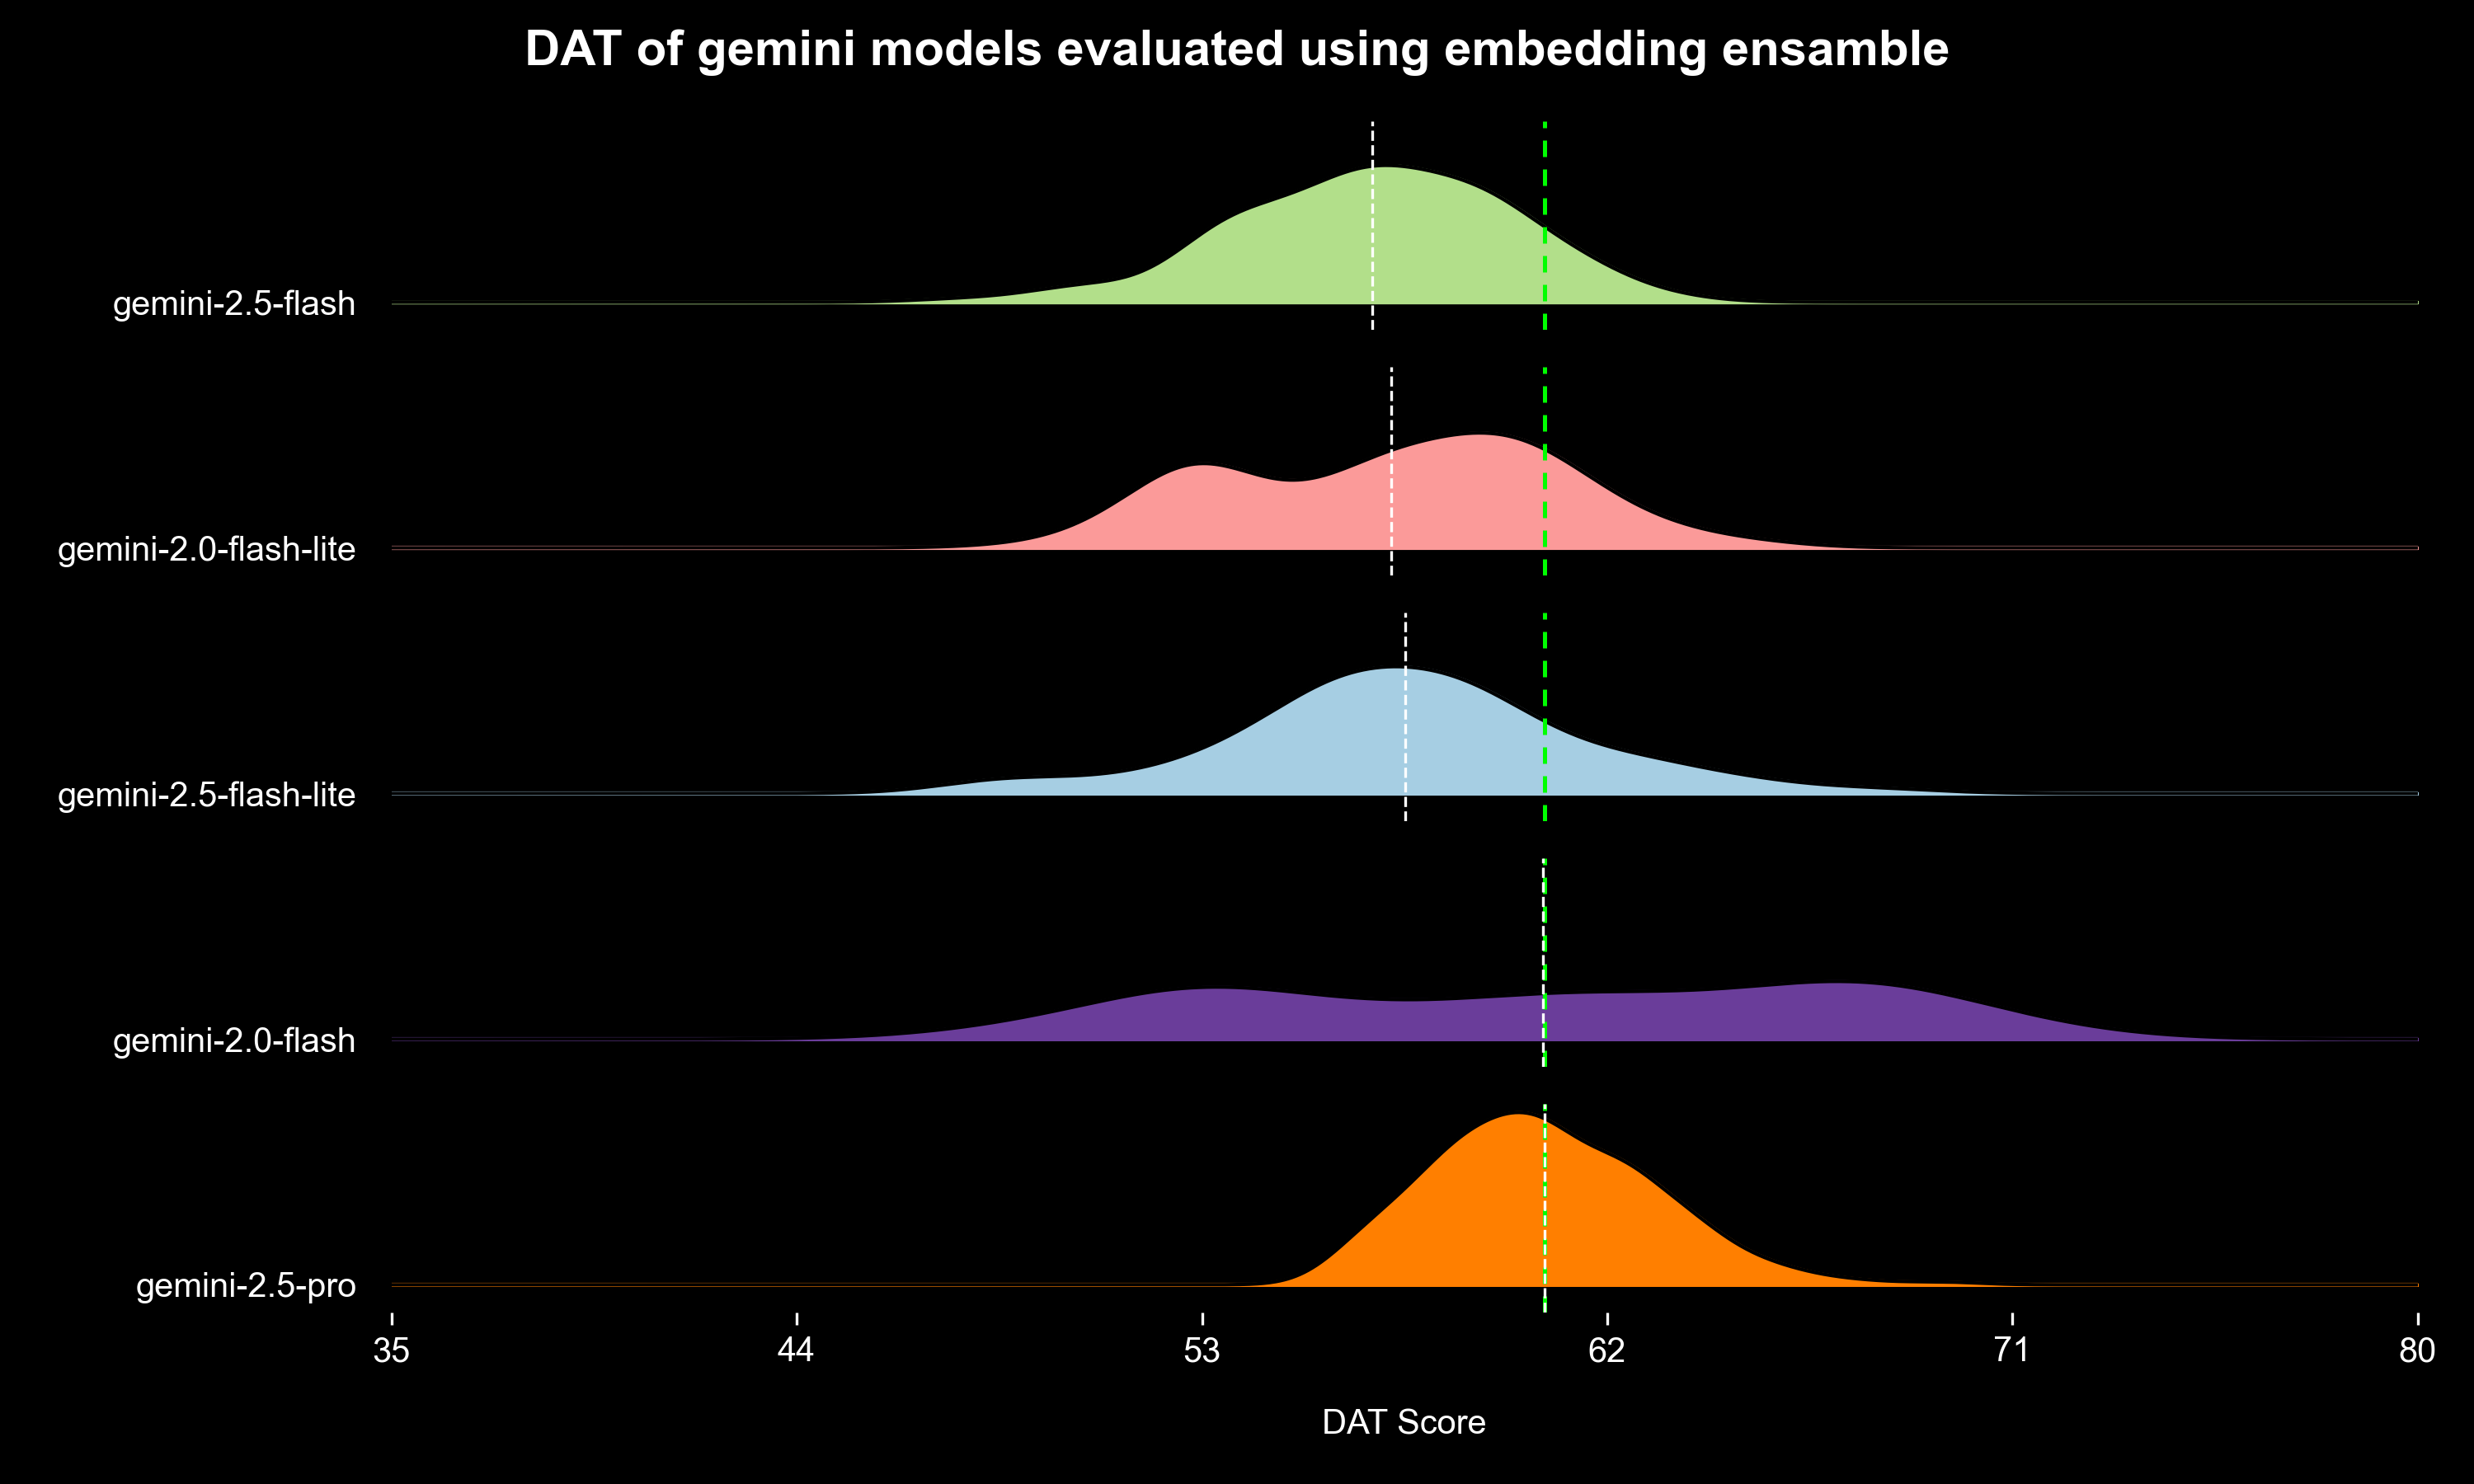 DAT of gemini models evaluated using embedding ensamble
gemini-2.5-flash
gemini-2.0-flash-lite
gemini-2.5-flash-lite
gemini-2.0-flash
gemini-2.5-pro
35 44 53 62 71 80
DAT Score